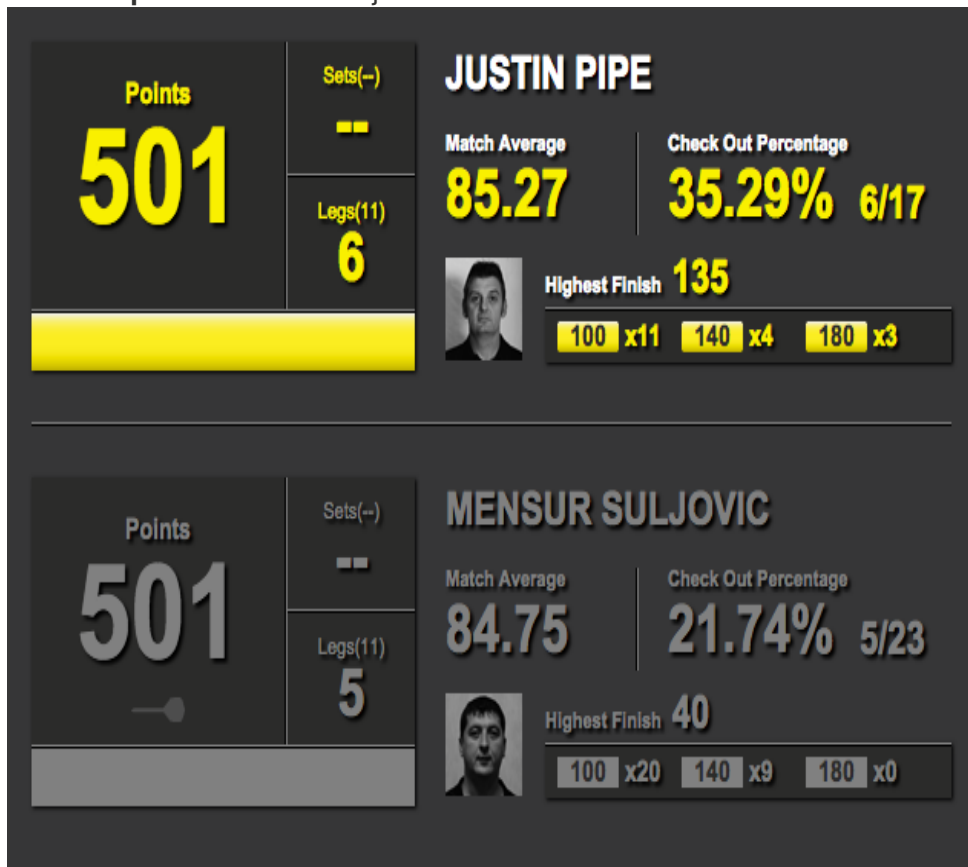 Points
501
Sets(--)
--
Legs(11)
6
JUSTIN PIPE
Match Average
85.27
Check Out Percentage
35.29% 6/17
Highest Finish 135
100 x11 140 x4 180 x3
Points
501
Sets(--)
--
Legs(11)
5
MENSUR SULJOVIC
Match Average
84.75
Check Out Percentage
21.74% 5/23
Highest Finish 40
100 x20 140 x9 180 x0